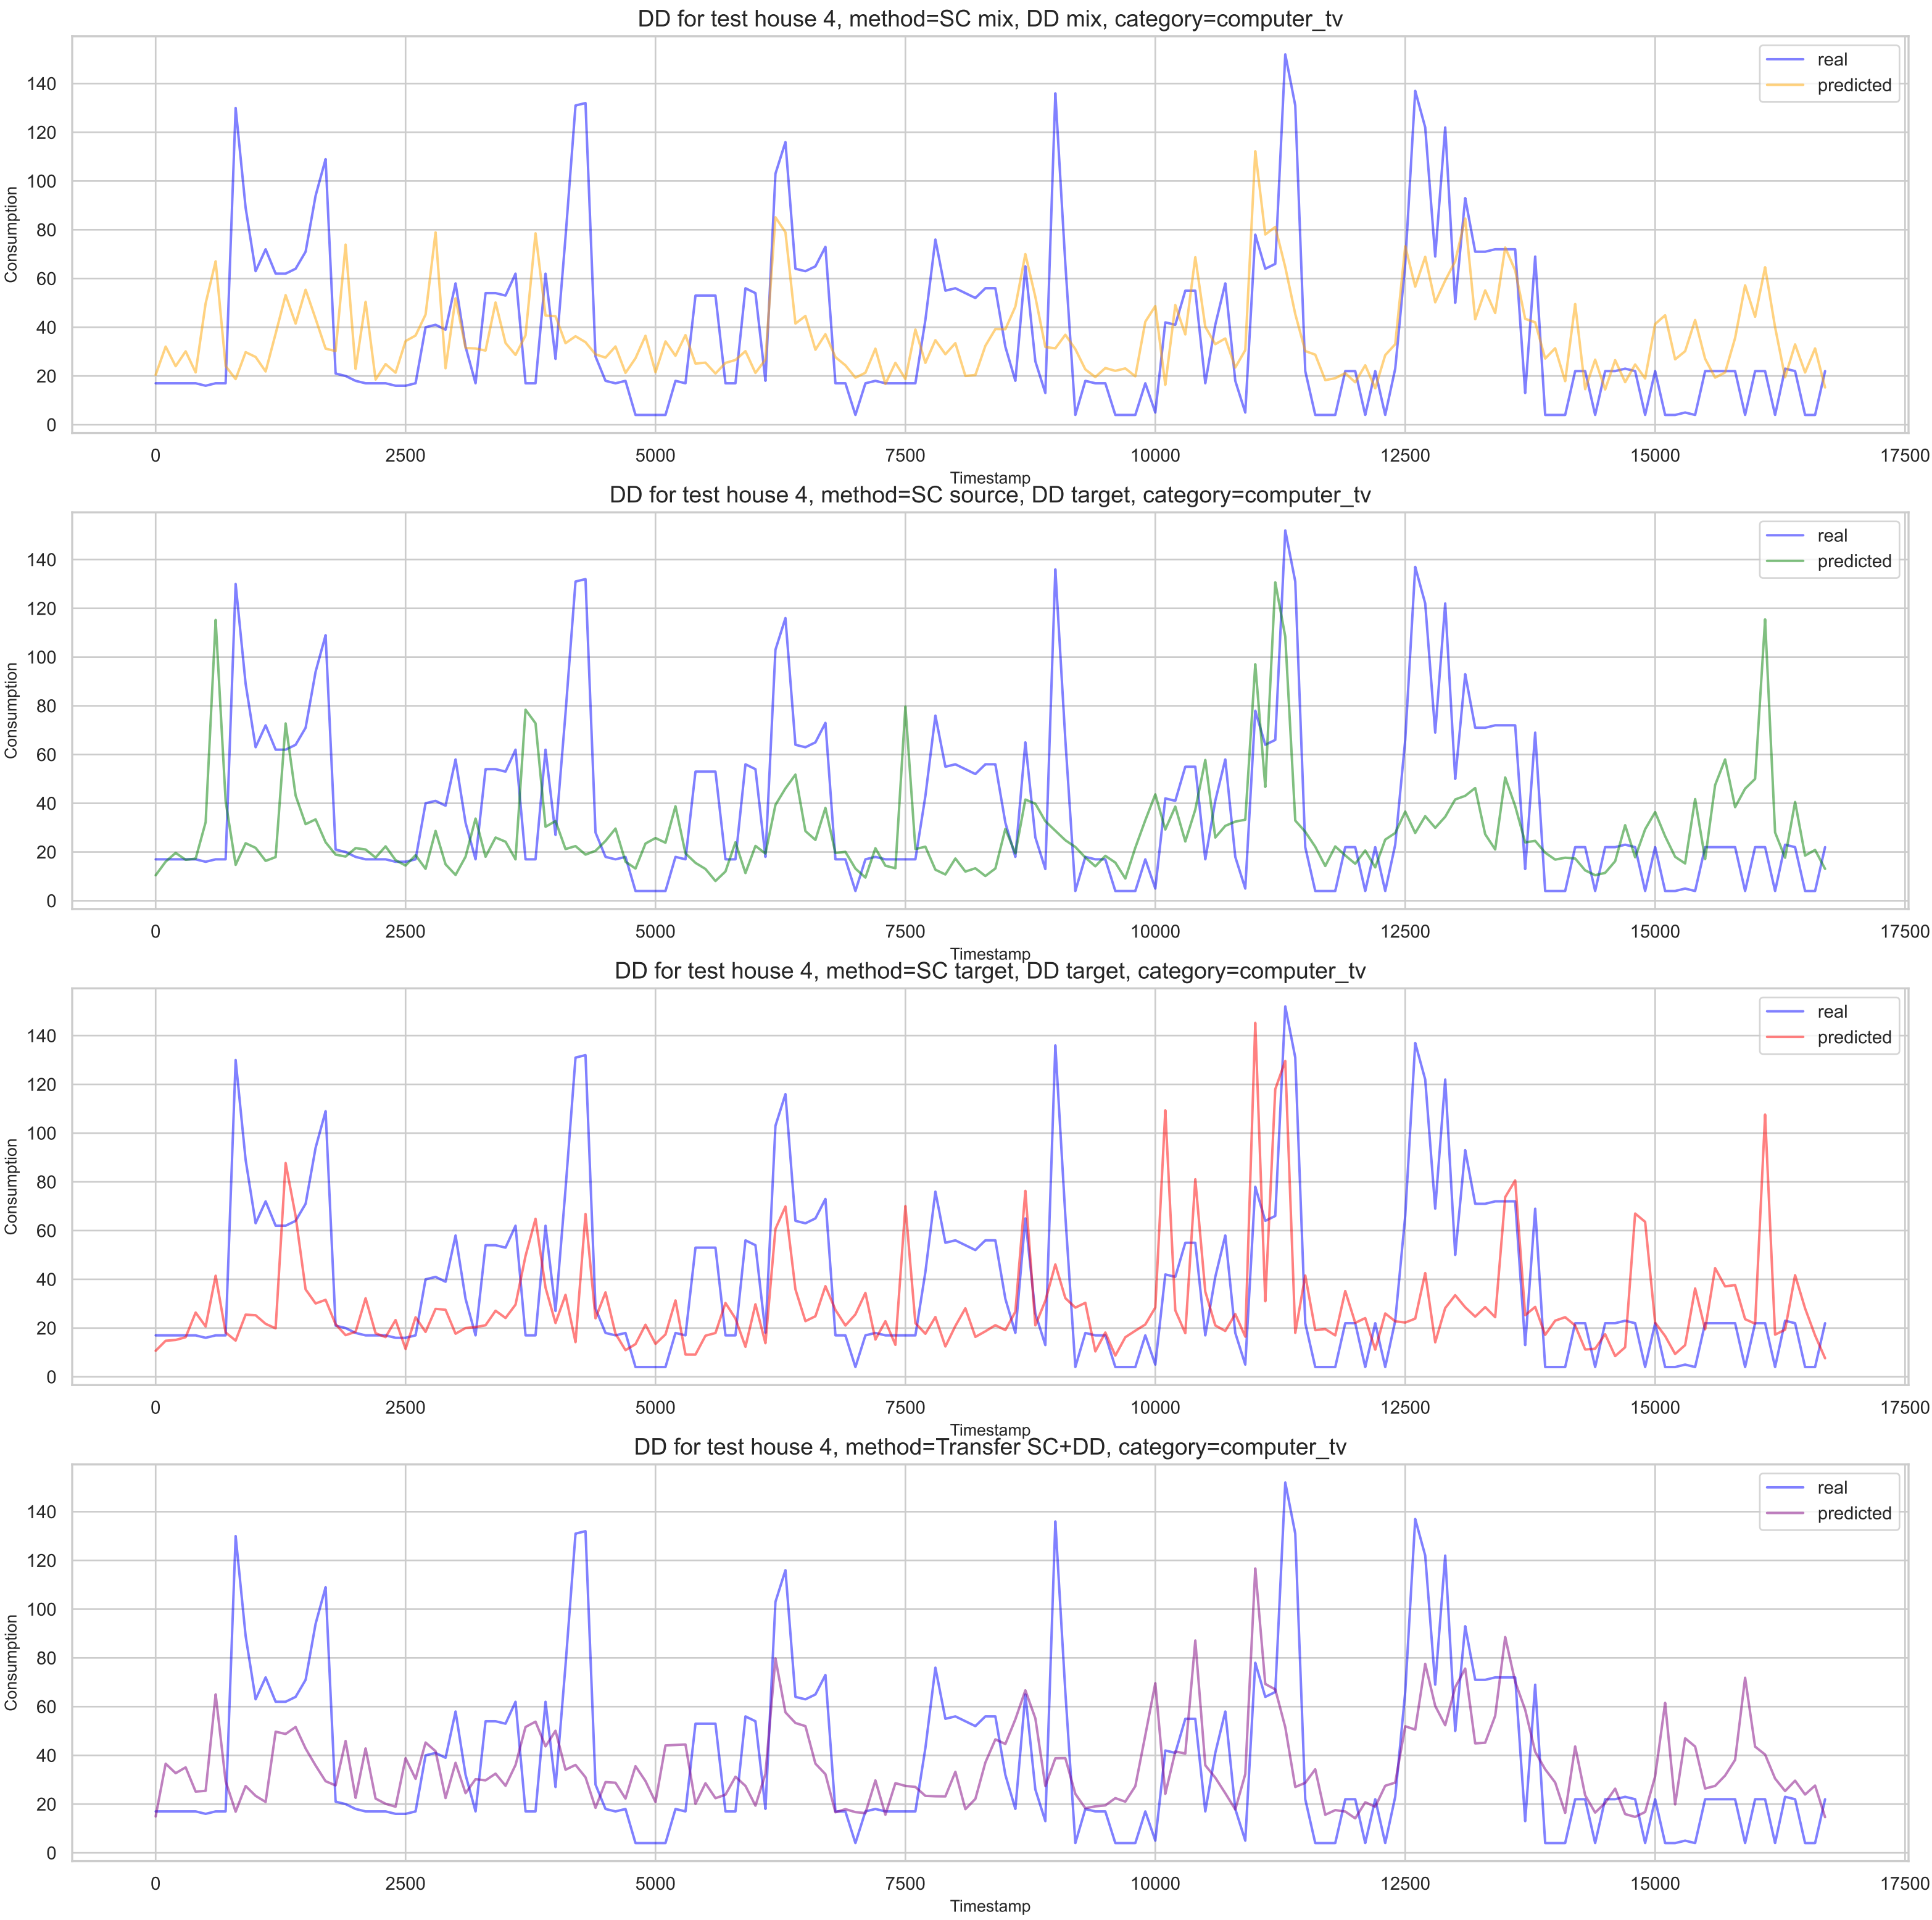 DD for test house 4, method=SC mix, DD mix, category=computer_tv
real
predicted
Consumption
140
120
100
80
60
40
20
0
0 2500 5000 7500 10000 12500 15000 17500
Timestamp
DD for test house 4, method=SC source, DD target, category=computer_tv
real
predicted
Consumption
140
120
100
80
60
40
20
0
0 2500 5000 7500 10000 12500 15000 17500
Timestamp
DD for test house 4, method=SC target, DD target, category=computer_tv
real
predicted
Consumption
140
120
100
80
60
40
20
0
0 2500 5000 7500 10000 12500 15000 17500
Timestamp
DD for test house 4, method=Transfer SC+DD, category=computer_tv
real
predicted
Consumption
140
120
100
80
60
40
20
0
0 2500 5000 7500 10000 12500 15000 17500
Timestamp